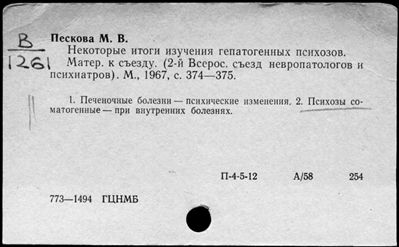 В
1261
Пескова М. В.
Некоторые итоги изучения гепатогенных психозов.
Матер. к съезду. (2-й Всерос. съезд невропатологов и
психиатров). М., 1967, с. 374—375.
1. Печеночные болезни — психические изменения. 2. Психозы со-
матогенные — при внутренних болезнях.
П-4-5-12 А/58 254
773—1494 ГЦНМБ